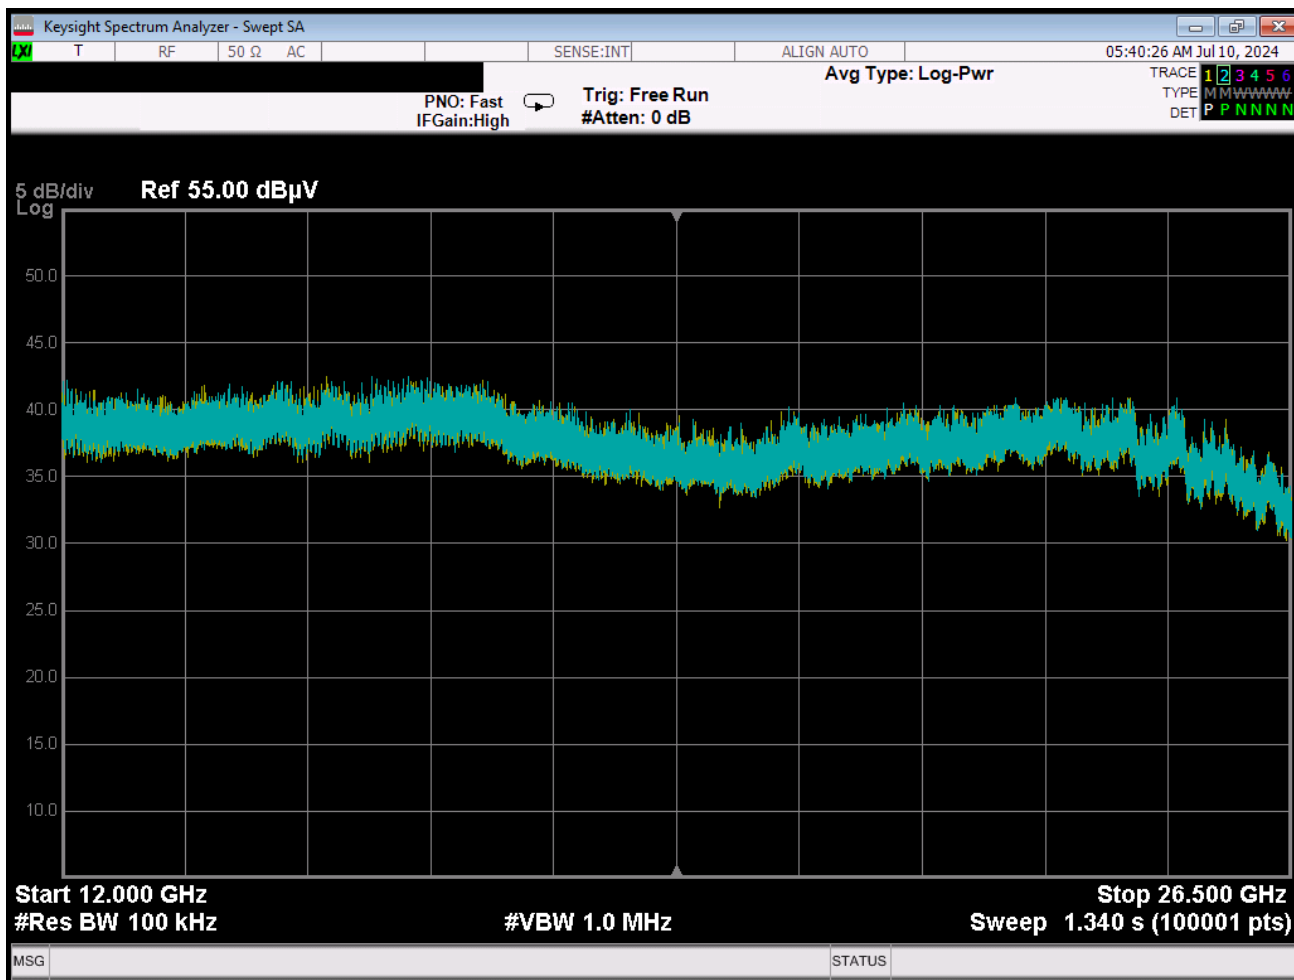 Keysight Spectrum Analyzer - Swept SA
LXI T RF 50 Ω AC SENSE:INT ALIGN AUTO 05:40:26 AM Jul 10, 2024
Avg Type: Log-Pwr TRACE 1 2 3 4 5 6
PNO: Fast Trig: Free Run TYPE M M W W W W
IFGain:High #Atten: 0 dB DET P P N N N N
5 dB/div Ref 55.00 dBµV
Log
50.0
45.0
40.0
35.0
30.0
25.0
20.0
15.0
10.0
Start 12.000 GHz Stop 26.500 GHz
#Res BW 100 kHz #VBW 1.0 MHz Sweep 1.340 s (100001 pts)
MSG STATUS